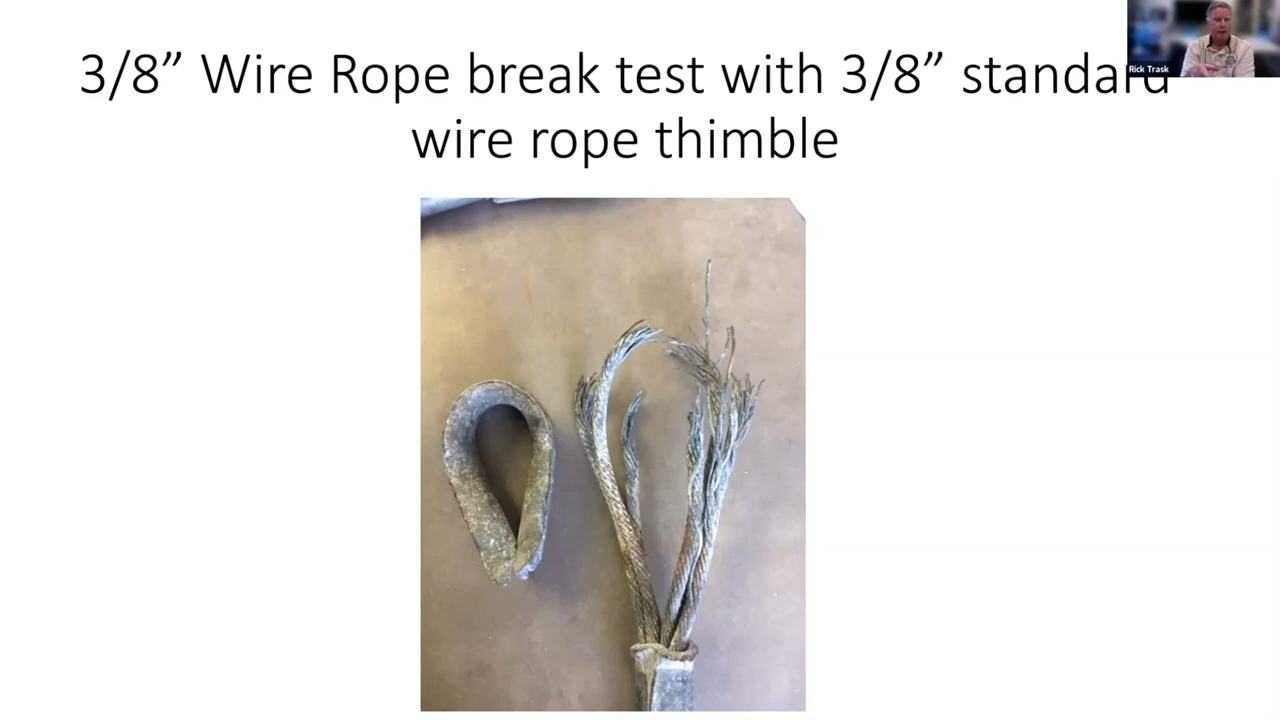 3/8” Wire Rope break test with 3/8” standard
wire rope thimble
Rick Trask